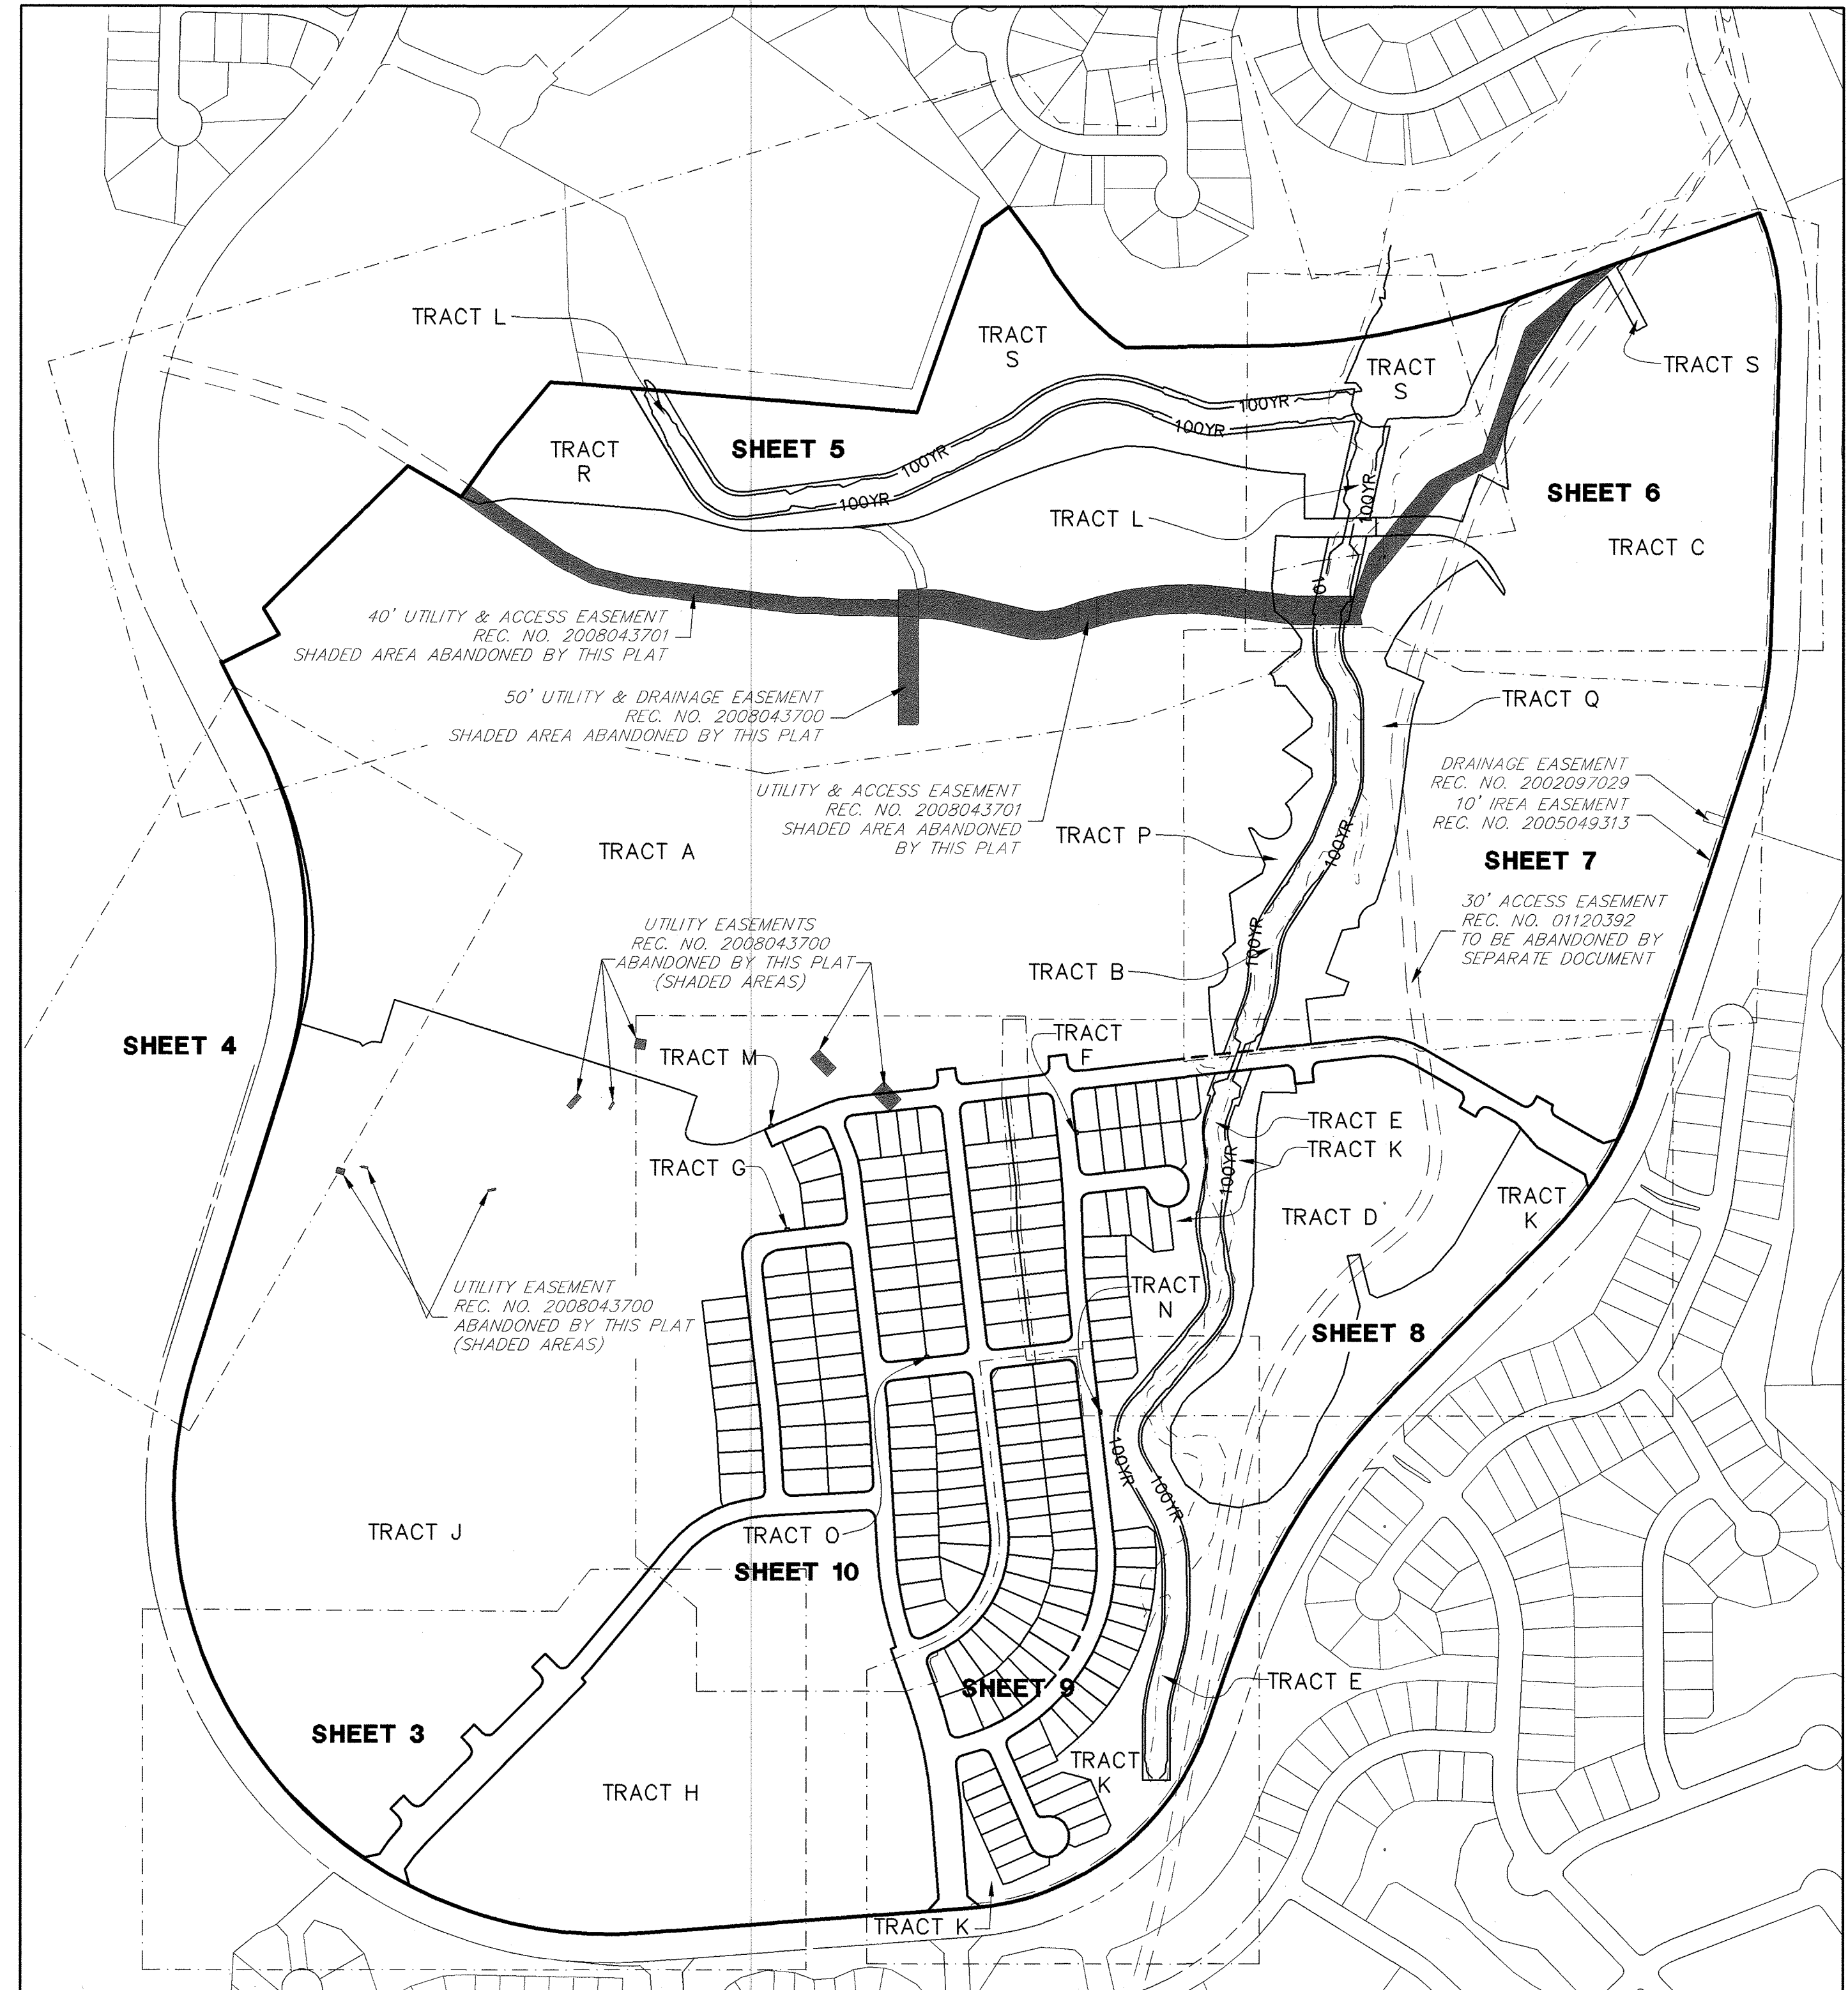 TRACT L
TRACT
S
TRACT
S
TRACT S
100YR
100YR
TRACT
R
SHEET 5
100YR
100YR
100YR
SHEET 6
TRACT L
TRACT C
10
40' UTILITY & ACCESS EASEMENT
REC. NO. 2008043701
SHADED AREA ABANDONED BY THIS PLAT
50' UTILITY & DRAINAGE EASEMENT
REC. NO. 2008043700
SHADED AREA ABANDONED BY THIS PLAT
TRACT Q
DRAINAGE EASEMENT
REC. NO. 2002097029
10' IREA EASEMENT
REC. NO. 2005049313
UTILITY & ACCESS EASEMENT
REC. NO. 2008043701
SHADED AREA ABANDONED
BY THIS PLAT
TRACT P
100YR
TRACT A
SHEET 7
30' ACCESS EASEMENT
REC. NO. 01120392
TO BE ABANDONED BY
SEPARATE DOCUMENT
UTILITY EASEMENTS
REC. NO. 2008043700
ABANDONED BY THIS PLAT
(SHADED AREAS)
100YR
TRACT B
SHEET 4
TRACT M
TRACT
F
TRACT E
TRACT K
TRACT G
100YR
TRACT
K
TRACT D
UTILITY EASEMENT
REC. NO. 2008043700
ABANDONED BY THIS PLAT
(SHADED AREAS)
TRACT
N
SHEET 8
100YR
100YR
TRACT J
TRACT O
SHEET 10
SHEET 9
TRACT E
SHEET 3
TRACT H
TRACT
K
TRACT K